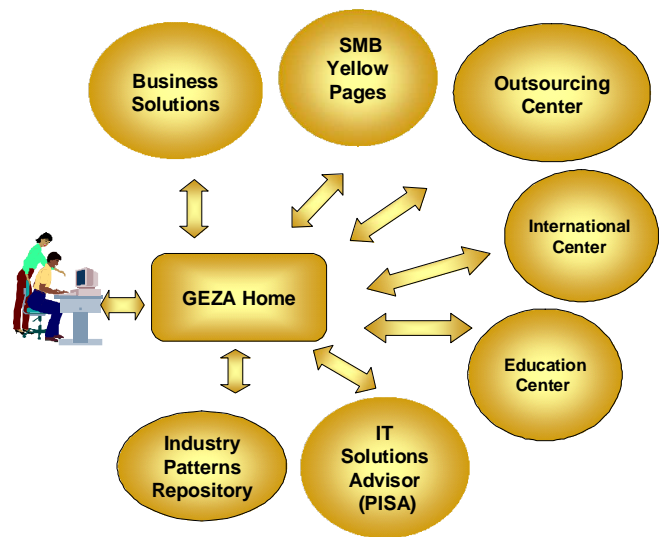 Business
Solutions
SMB
Yellow
Pages
Outsourcing
Center
International
Center
GEZA Home
Education
Center
Industry
Patterns
Repository
IT
Solutions
Advisor
(PISA)